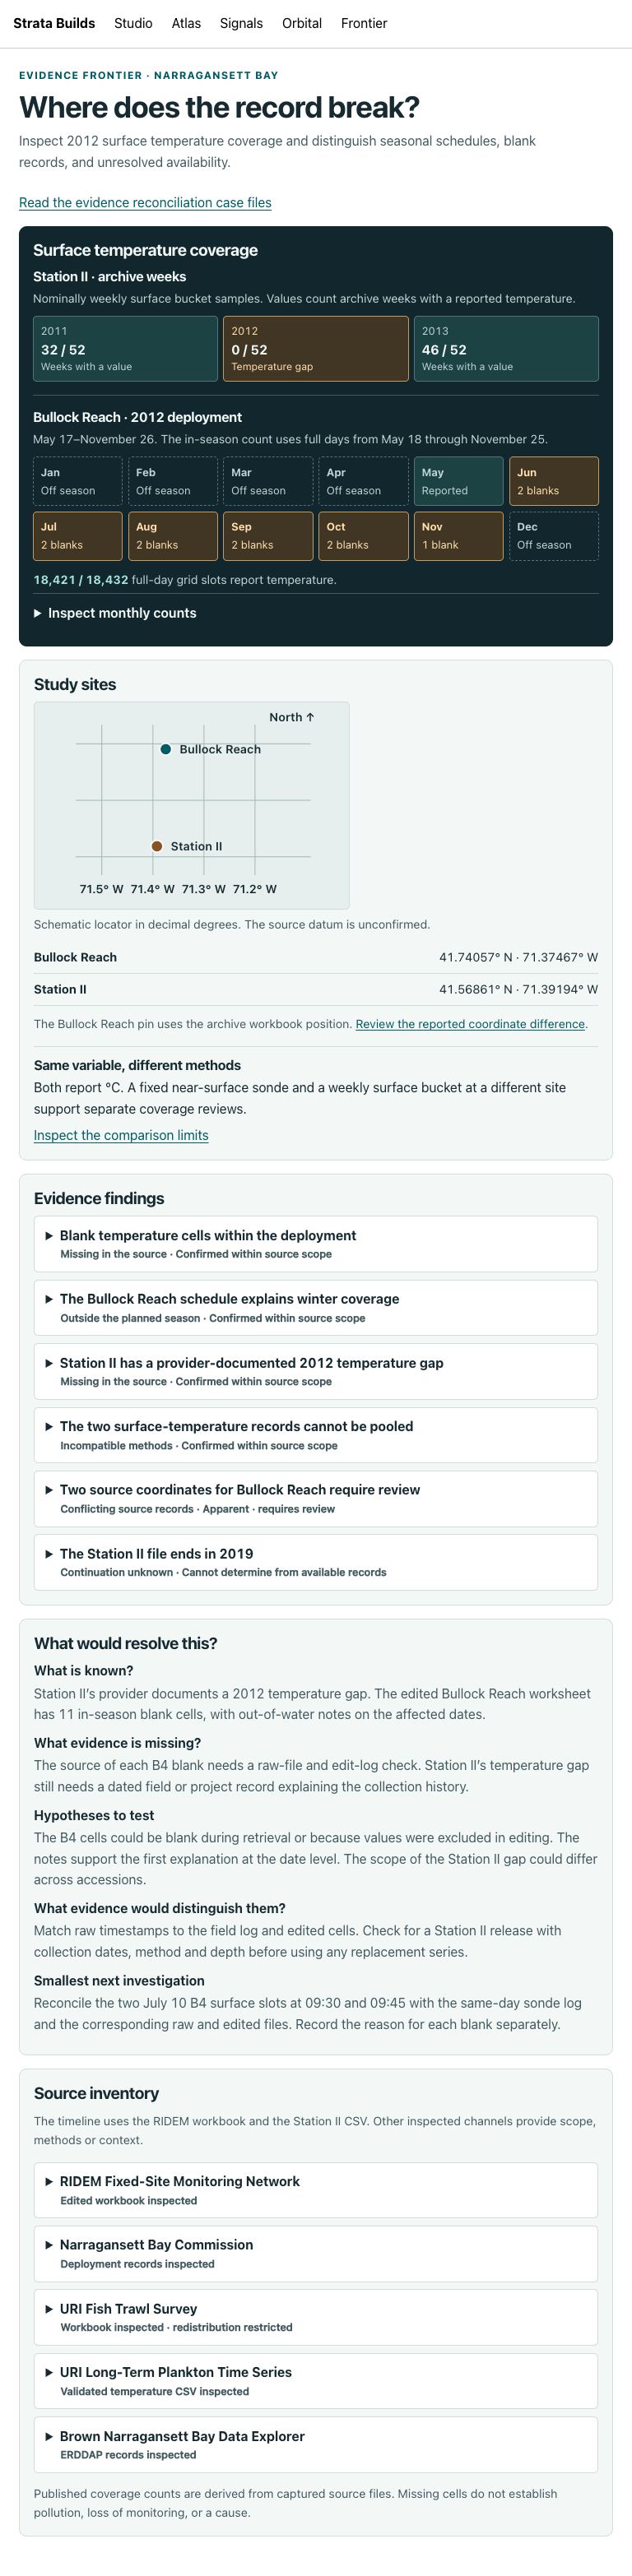 Strata Builds Studio Atlas Signals Orbital Frontier
EVIDENCE FRONTIER · NARRAGANSETT BAY
Where does the record break?
Inspect 2012 surface temperature coverage and distinguish seasonal schedules, blank
records, and unresolved availability.
Read the evidence reconciliation case files
Surface temperature coverage
Station II · archive weeks
Nominally weekly surface bucket samples. Values count archive weeks with a reported temperature.
2011
32 / 52
Weeks with a value
2012
0 / 52
Temperature gap
2013
46 / 52
Weeks with a value
Bullock Reach · 2012 deployment
May 17–November 26. The in-season count uses full days from May 18 through November 25.
Jan
Off season
Feb
Off season
Mar
Off season
Apr
Off season
May
Reported
Jun
2 blanks
Jul
2 blanks
Aug
2 blanks
Sep
2 blanks
Oct
2 blanks
Nov
1 blank
Dec
Off season
18,421 / 18,432 full-day grid slots report temperature.
▶ Inspect monthly counts
Study sites
North ↑
Bullock Reach
Station II
71.5° W 71.4° W 71.3° W 71.2° W
Schematic locator in decimal degrees. The source datum is unconfirmed.
Bullock Reach 41.74057° N · 71.37467° W
Station II 41.56861° N · 71.39194° W
The Bullock Reach pin uses the archive workbook position. Review the reported coordinate difference.
Same variable, different methods
Both report °C. A fixed near-surface sonde and a weekly surface bucket at a different site
support separate coverage reviews.
Inspect the comparison limits
Evidence findings
▶ Blank temperature cells within the deployment
Missing in the source · Confirmed within source scope
▶ The Bullock Reach schedule explains winter coverage
Outside the planned season · Confirmed within source scope
▶ Station II has a provider-documented 2012 temperature gap
Missing in the source · Confirmed within source scope
▶ The two surface-temperature records cannot be pooled
Incompatible methods · Confirmed within source scope
▶ Two source coordinates for Bullock Reach require review
Conflicting source records · Apparent · requires review
▶ The Station II file ends in 2019
Continuation unknown · Cannot determine from available records
What would resolve this?
What is known?
Station II’s provider documents a 2012 temperature gap. The edited Bullock Reach worksheet
has 11 in-season blank cells, with out-of-water notes on the affected dates.
What evidence is missing?
The source of each B4 blank needs a raw-file and edit-log check. Station II’s temperature gap
still needs a dated field or project record explaining the collection history.
Hypotheses to test
The B4 cells could be blank during retrieval or because values were excluded in editing. The
notes support the first explanation at the date level. The scope of the Station II gap could differ
across accessions.
What evidence would distinguish them?
Match raw timestamps to the field log and edited cells. Check for a Station II release with
collection dates, method and depth before using any replacement series.
Smallest next investigation
Reconcile the two July 10 B4 surface slots at 09:30 and 09:45 with the same-day sonde log
and the corresponding raw and edited files. Record the reason for each blank separately.
Source inventory
The timeline uses the RIDEM workbook and the Station II CSV. Other inspected channels provide scope,
methods or context.
▶ RIDEM Fixed-Site Monitoring Network
Edited workbook inspected
▶ Narragansett Bay Commission
Deployment records inspected
▶ URI Fish Trawl Survey
Workbook inspected · redistribution restricted
▶ URI Long-Term Plankton Time Series
Validated temperature CSV inspected
▶ Brown Narragansett Bay Data Explorer
ERDDAP records inspected
Published coverage counts are derived from captured source files. Missing cells do not establish
pollution, loss of monitoring, or a cause.